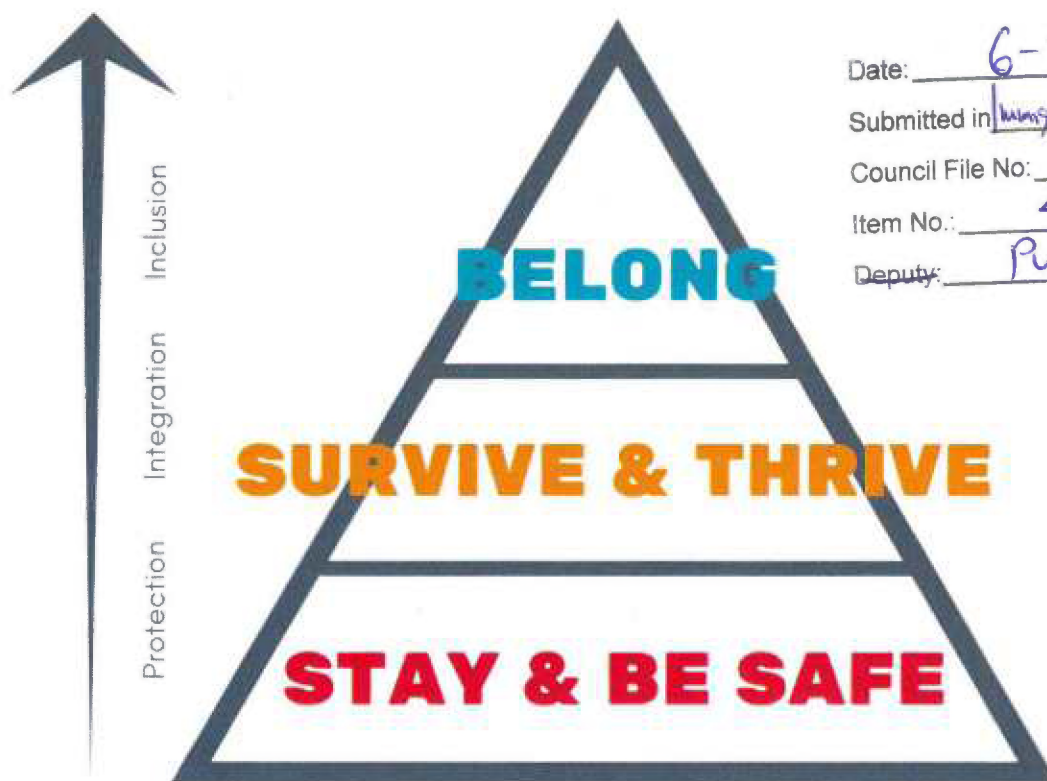 Date: 6-
Submitted in
Council File No:
Item No.:
Deputy: Pu
BELONG
SURVIVE & THRIVE
STAY & BE SAFE
Inclusion
Integration
Protection